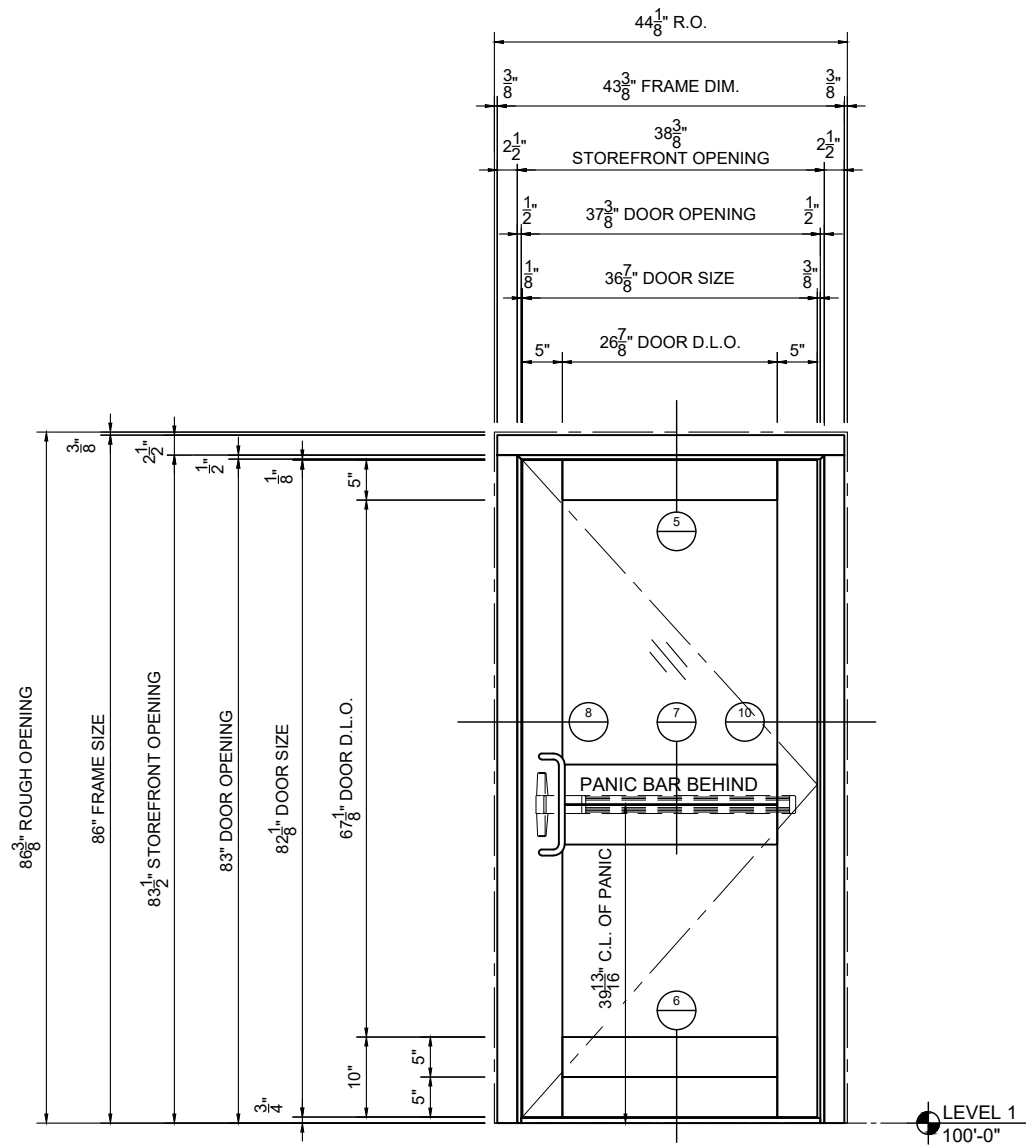 44 1/8" R.O.
3/8" 43 3/8" FRAME DIM. 3/8"
2 1/2" 38 3/8" 2 1/2"
STOREFRONT OPENING
1/2" 37 3/8" DOOR OPENING 1/2"
1/8" 36 7/8" DOOR SIZE 3/8"
5" 26 7/8" DOOR D.L.O. 5"
3/8"
2 1/2"
1/2"
1/8"
5"
86 3/8" ROUGH OPENING
86" FRAME SIZE
83 1/2" STOREFRONT OPENING
83" DOOR OPENING
82 1/8" DOOR SIZE
67 1/8" DOOR D.L.O.
5
8 7 10
PANIC BAR BEHIND
39 13/16" C.L. OF PANIC
6
10"
5"
5"
3/4
LEVEL 1
100'-0"